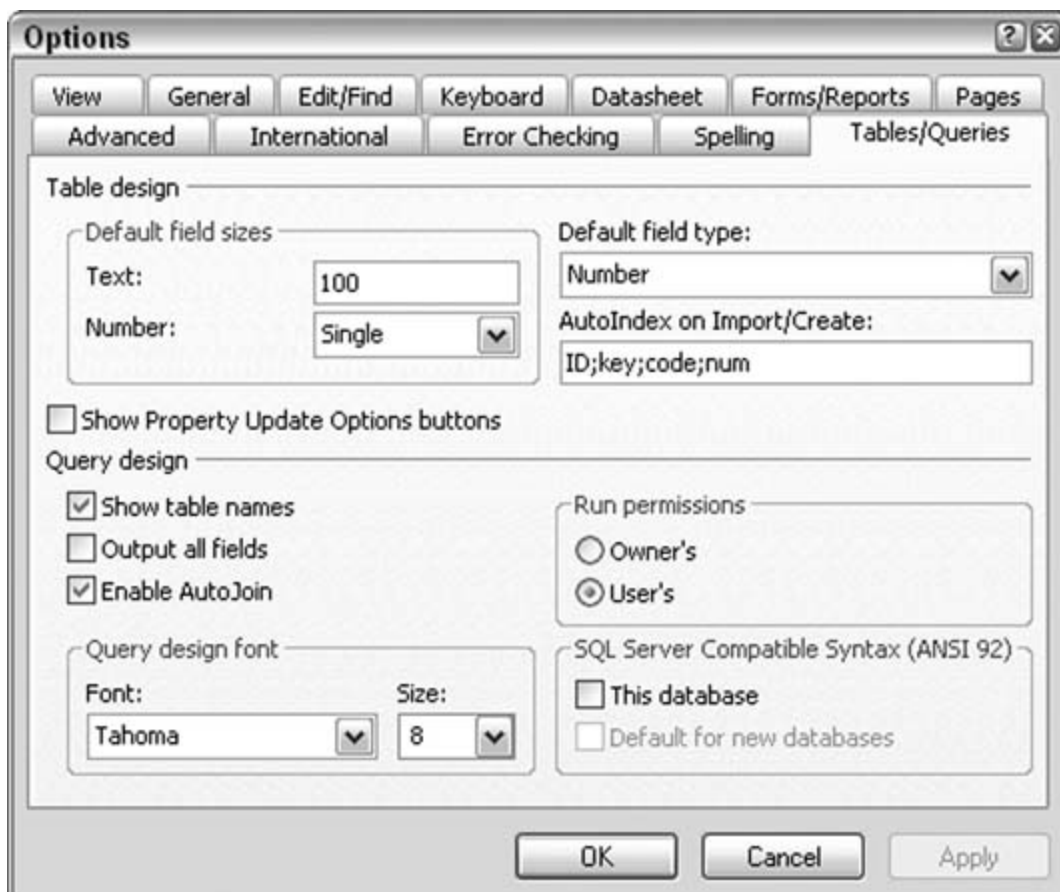 Options
View General Edit/Find Keyboard Datasheet Forms/Reports Pages
Advanced International Error Checking Spelling Tables/Queries
Table design
Default field sizes
Text: 100
Number: Single
Default field type:
Number
AutoIndex on Import/Create:
ID;key;code;num
Show Property Update Options buttons
Query design
Show table names
Output all fields
Enable AutoJoin
Run permissions
Owner's
User's
Query design font
Font: Size:
Tahoma 8
SQL Server Compatible Syntax (ANSI 92)
This database
Default for new databases
OK Cancel Apply